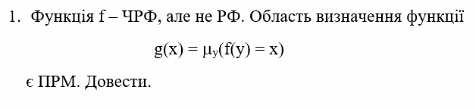 1. Функція f – ЧРФ, але не РФ. Область визначення функції
g(x) = μy(f(y) = x)
є ПРМ. Довести.